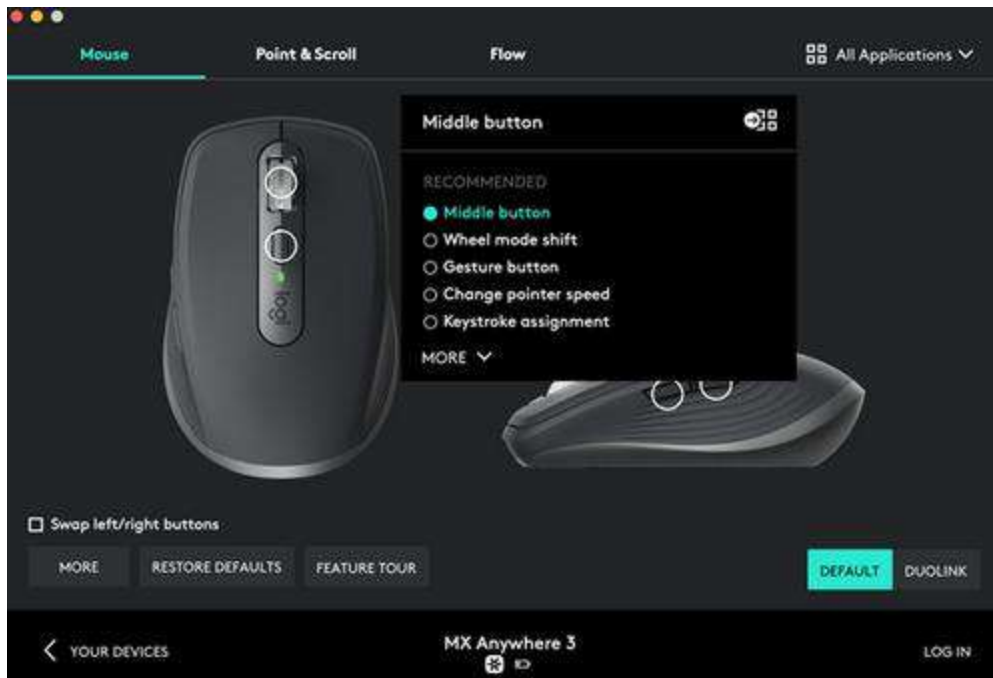 Mouse
Point & Scroll
Flow
All Applications
Middle button
RECOMMENDED
Middle button
Wheel mode shift
Gesture button
Change pointer speed
Keystroke assignment
MORE
logi
Swap left/right buttons
MORE
RESTORE DEFAULTS
FEATURE TOUR
DEFAULT
DUOLINK
YOUR DEVICES
MX Anywhere 3
LOG IN